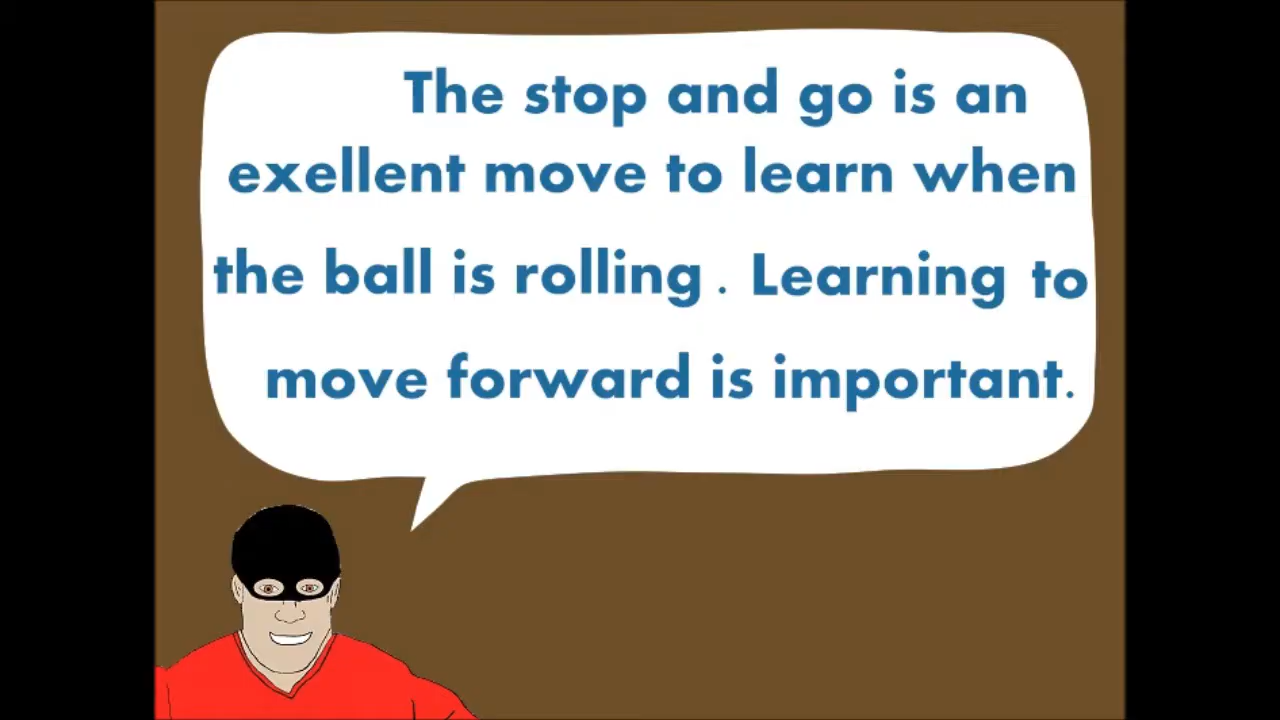 The stop and go is an
exellent move to learn when
the ball is rolling . Learning to
move forward is important.